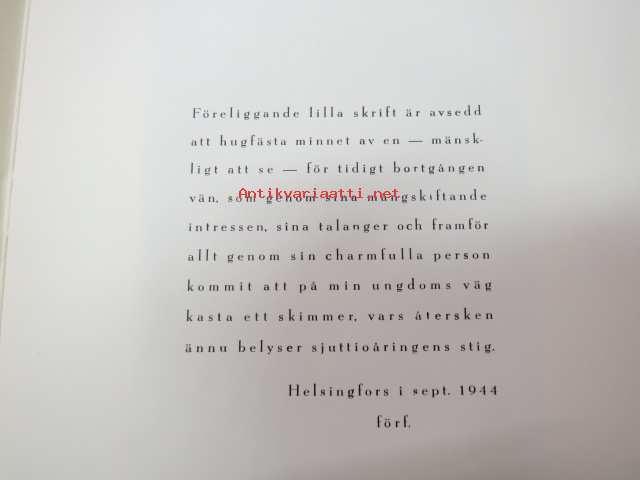 Föreliggande lilla skrift är avsedd
att hugfästa minnet av en — mänsk-
ligt att se — för tidigt bortgången
vän, som genom sina mångskiftande
Antikvariaatti.net
intressen, sina talanger och framför
allt genom sin charmfulla person
kommit att på min ungdoms väg
kasta ett skimmer, vars återsken
ännu belyser sjuttioåringens stig.
Helsingfors i sept. 1944
förf.